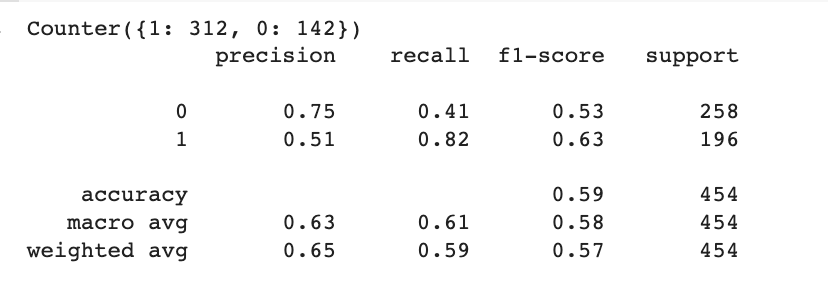 Counter({1: 312, 0: 142})
precision recall f1-score support
0 0.75 0.41 0.53 258
1 0.51 0.82 0.63 196
accuracy 0.59 454
macro avg 0.63 0.61 0.58 454
weighted avg 0.65 0.59 0.57 454